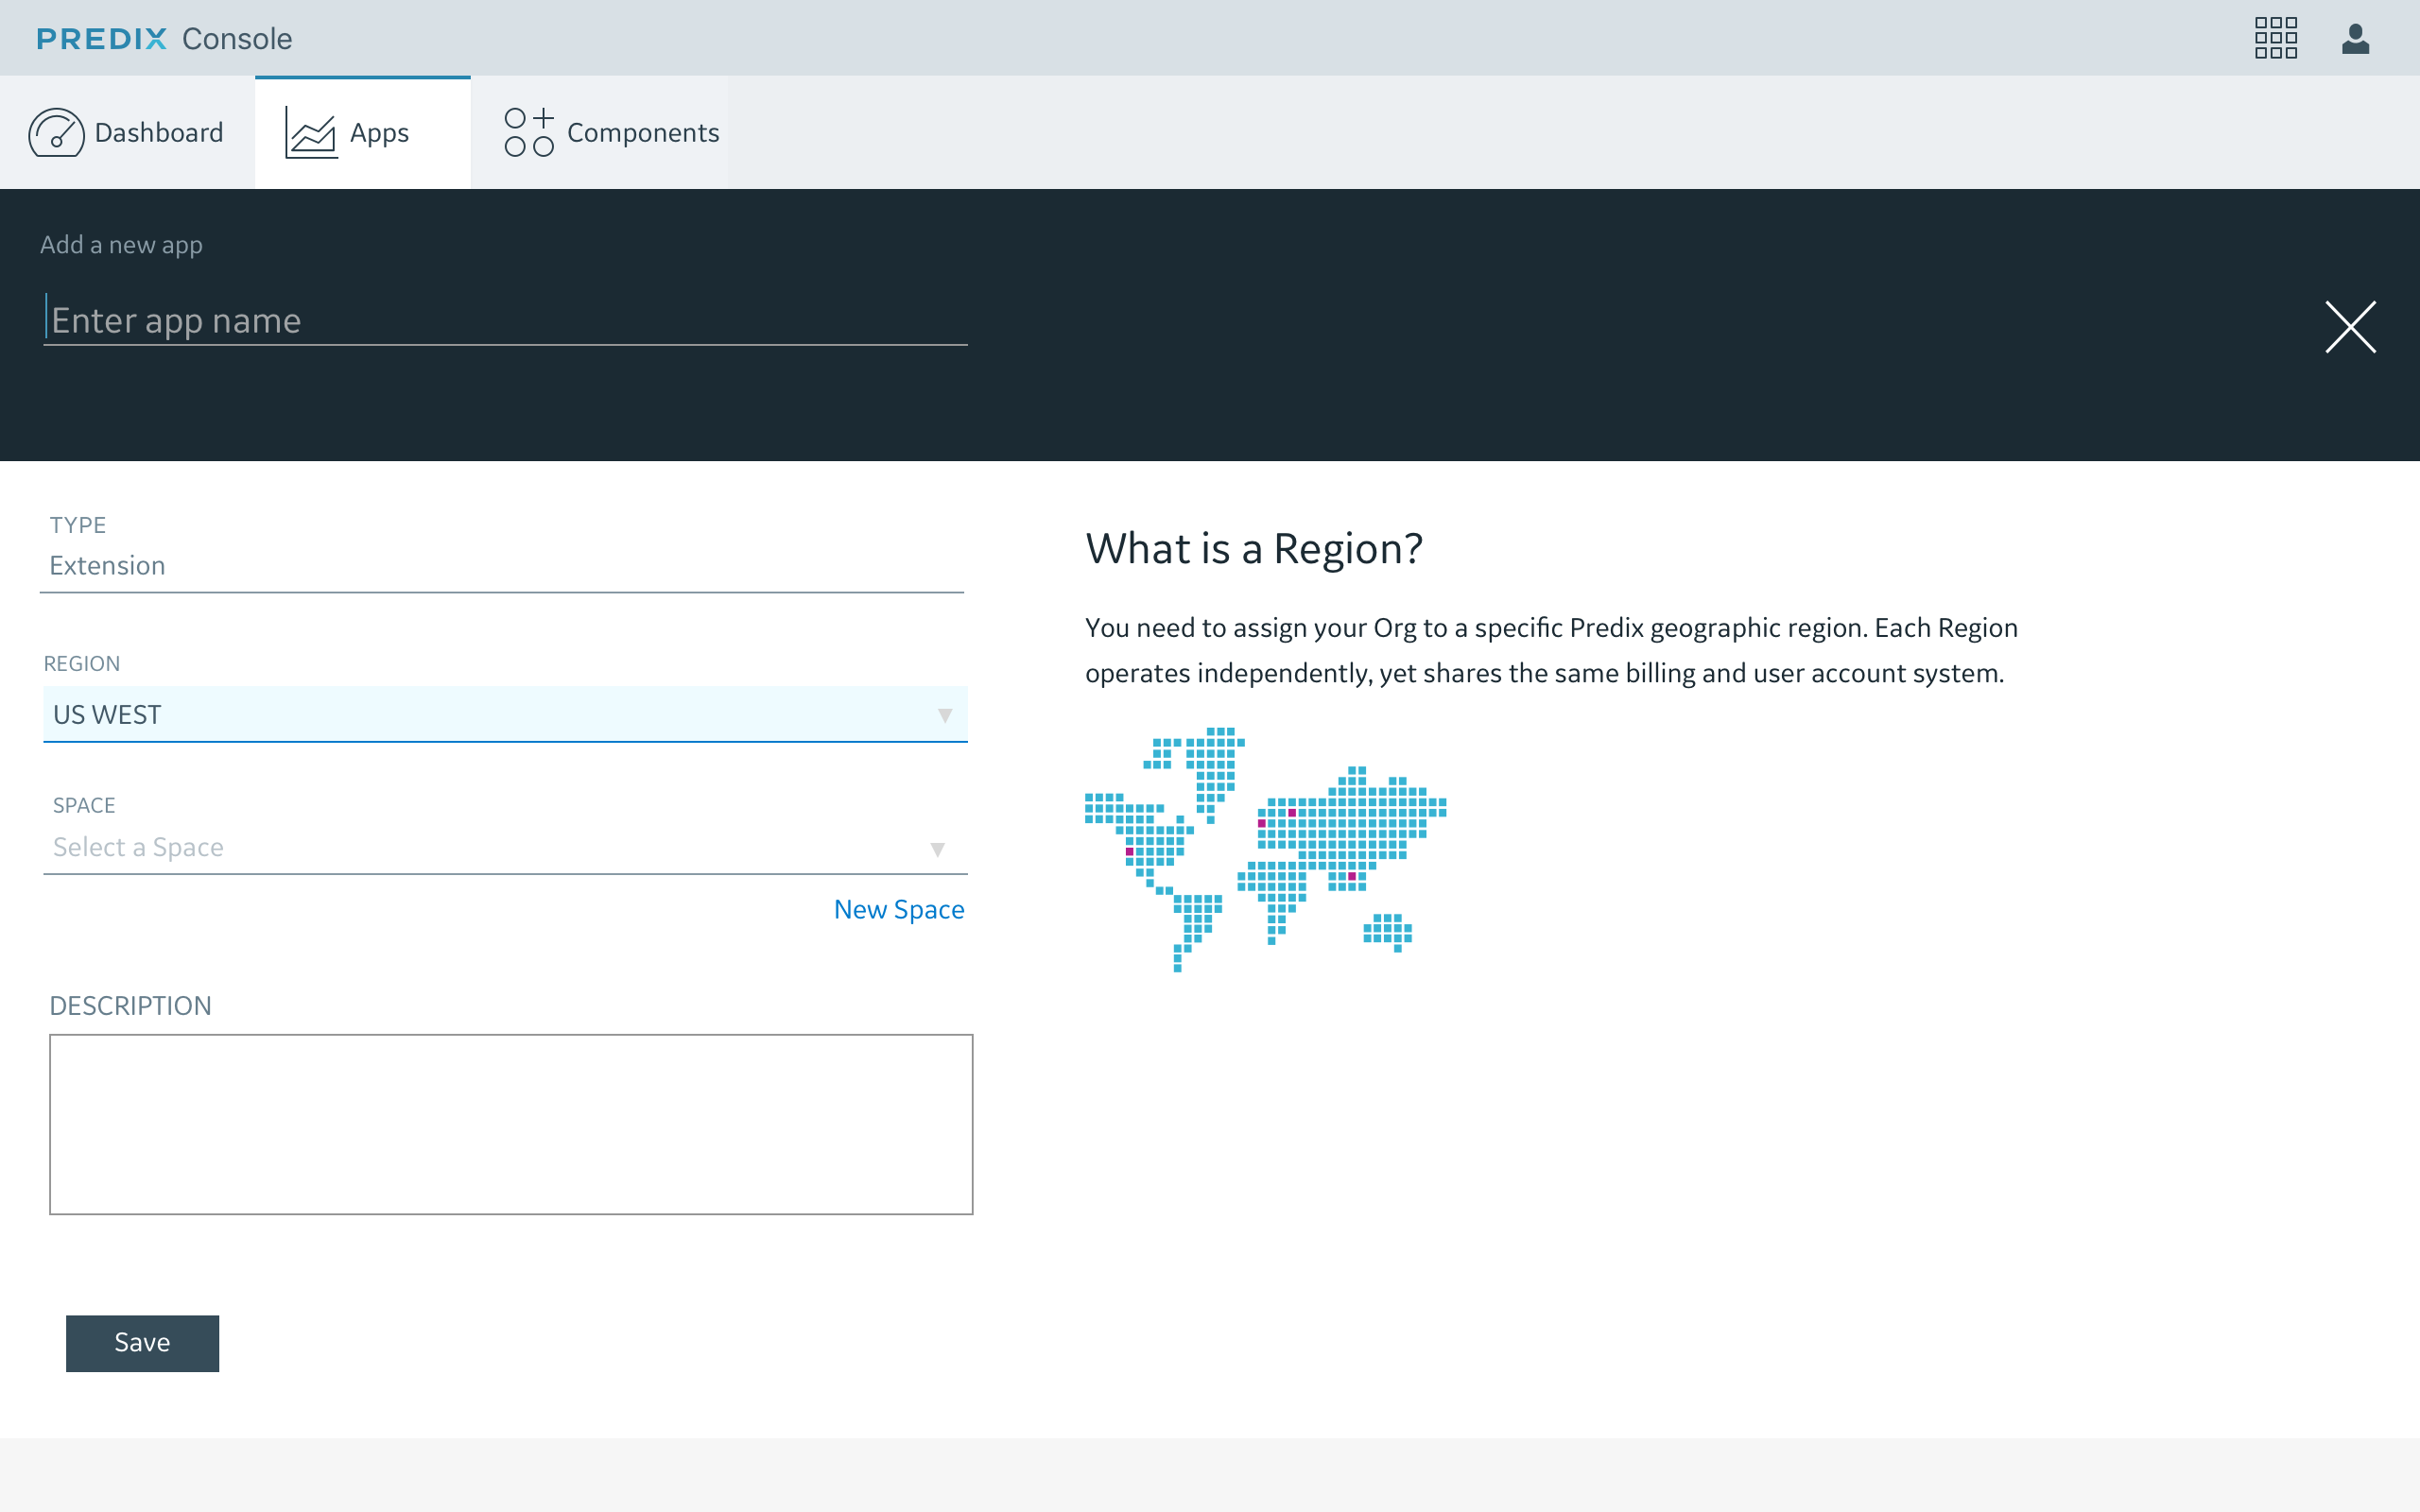 PREDIX Console
Dashboard
Apps
Components
Add a new app
Enter app name
TYPE
Extension
REGION
US WEST
SPACE
Select a Space
New Space
DESCRIPTION
Save
What is a Region?
You need to assign your Org to a specific Predix geographic region. Each Region
operates independently, yet shares the same billing and user account system.